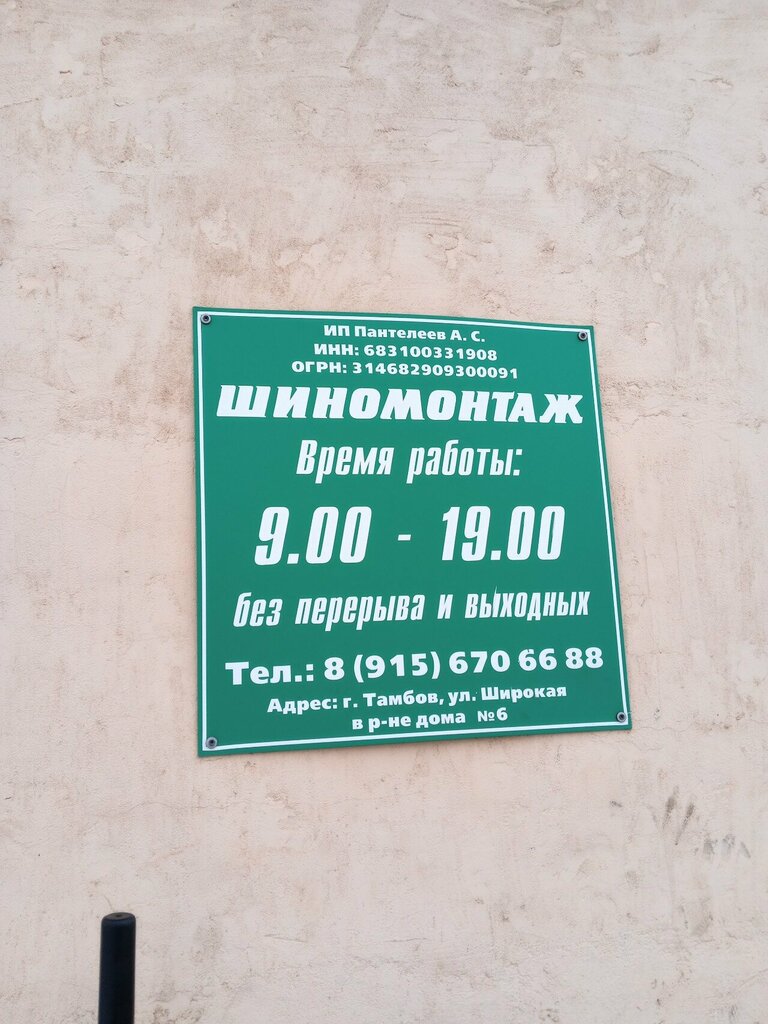 ИП Пантелеев А. С.
ИНН: 683100331908
ОГРН: 314682909300091
ШИНОМОНТАЖ
Время работы:
9.00 - 19.00
без перерыва и выходных
Тел.: 8 (915) 670 66 88
Адрес: г. Тамбов, ул. Широкая
в р-не дома №6